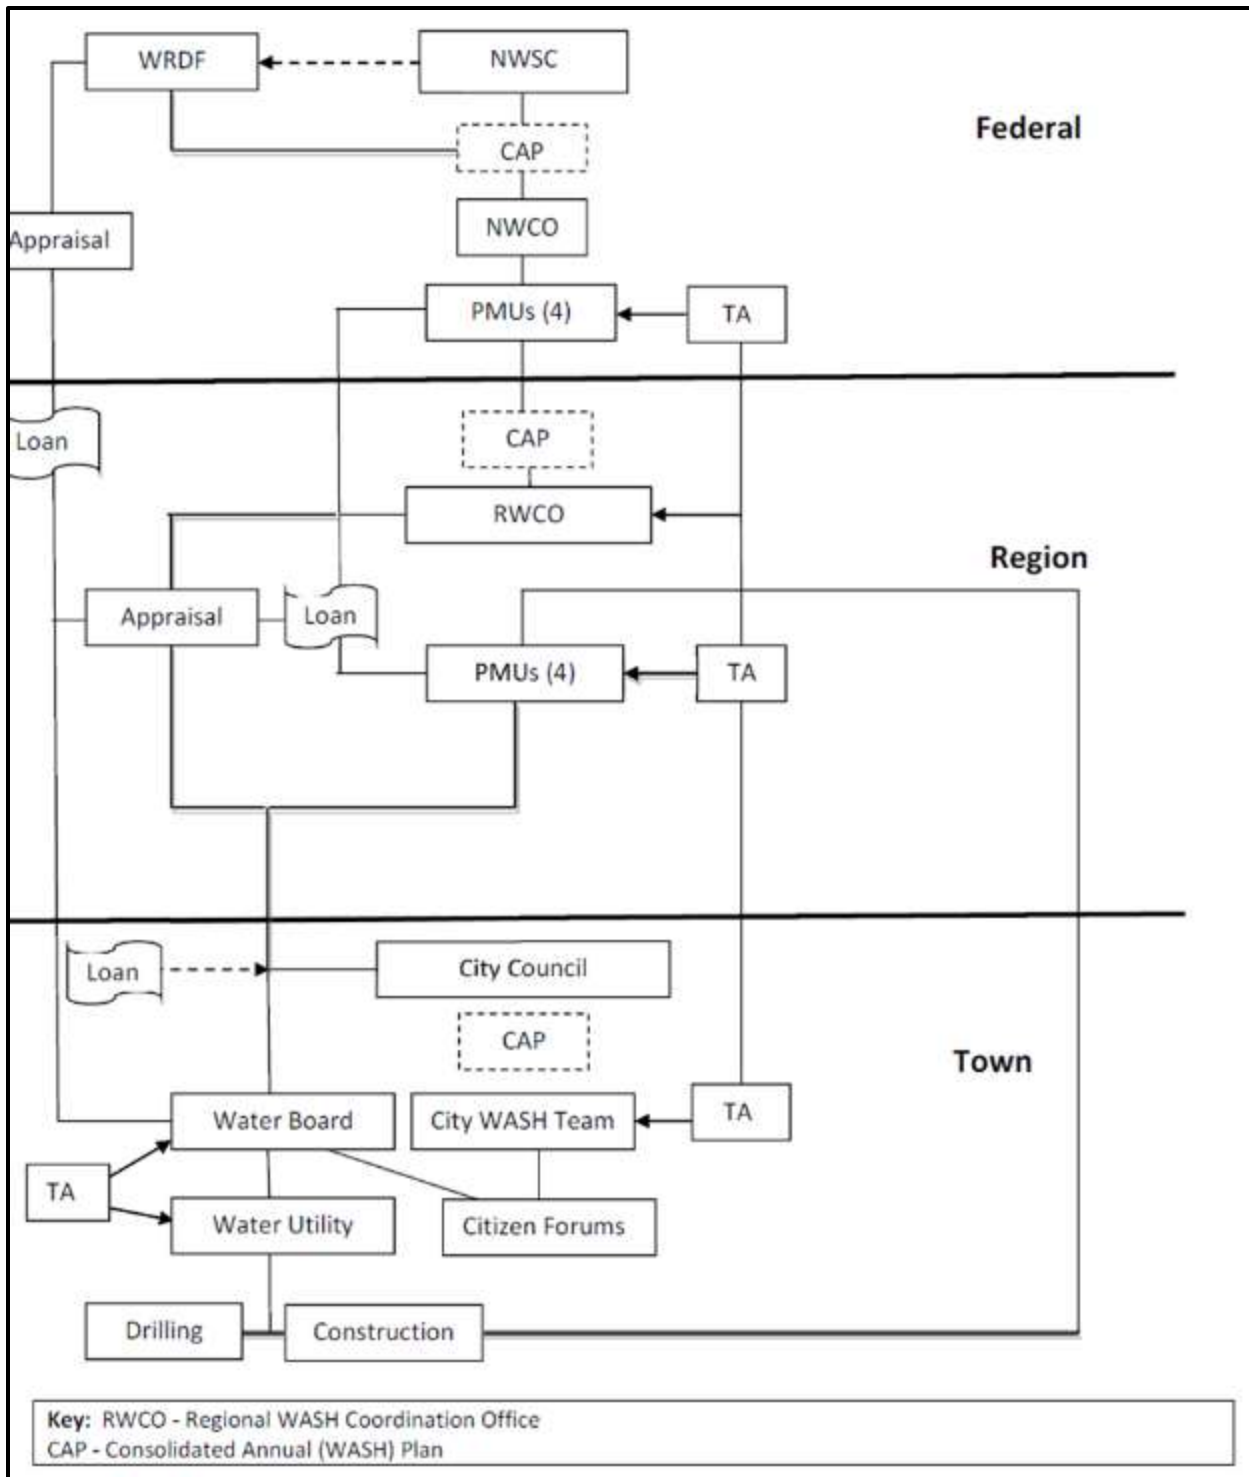 WRDF
NWSC
Federal
CAP
NWCO
Appraisal
PMUs (4)
TA
Loan
CAP
RWCO
Region
Appraisal
Loan
PMUs (4)
TA
Loan
City Council
CAP
Town
Water Board
City WASH Team
TA
TA
Water Utility
Citizen Forums
Drilling
Construction
Key: RWCO - Regional WASH Coordination Office
CAP - Consolidated Annual (WASH) Plan